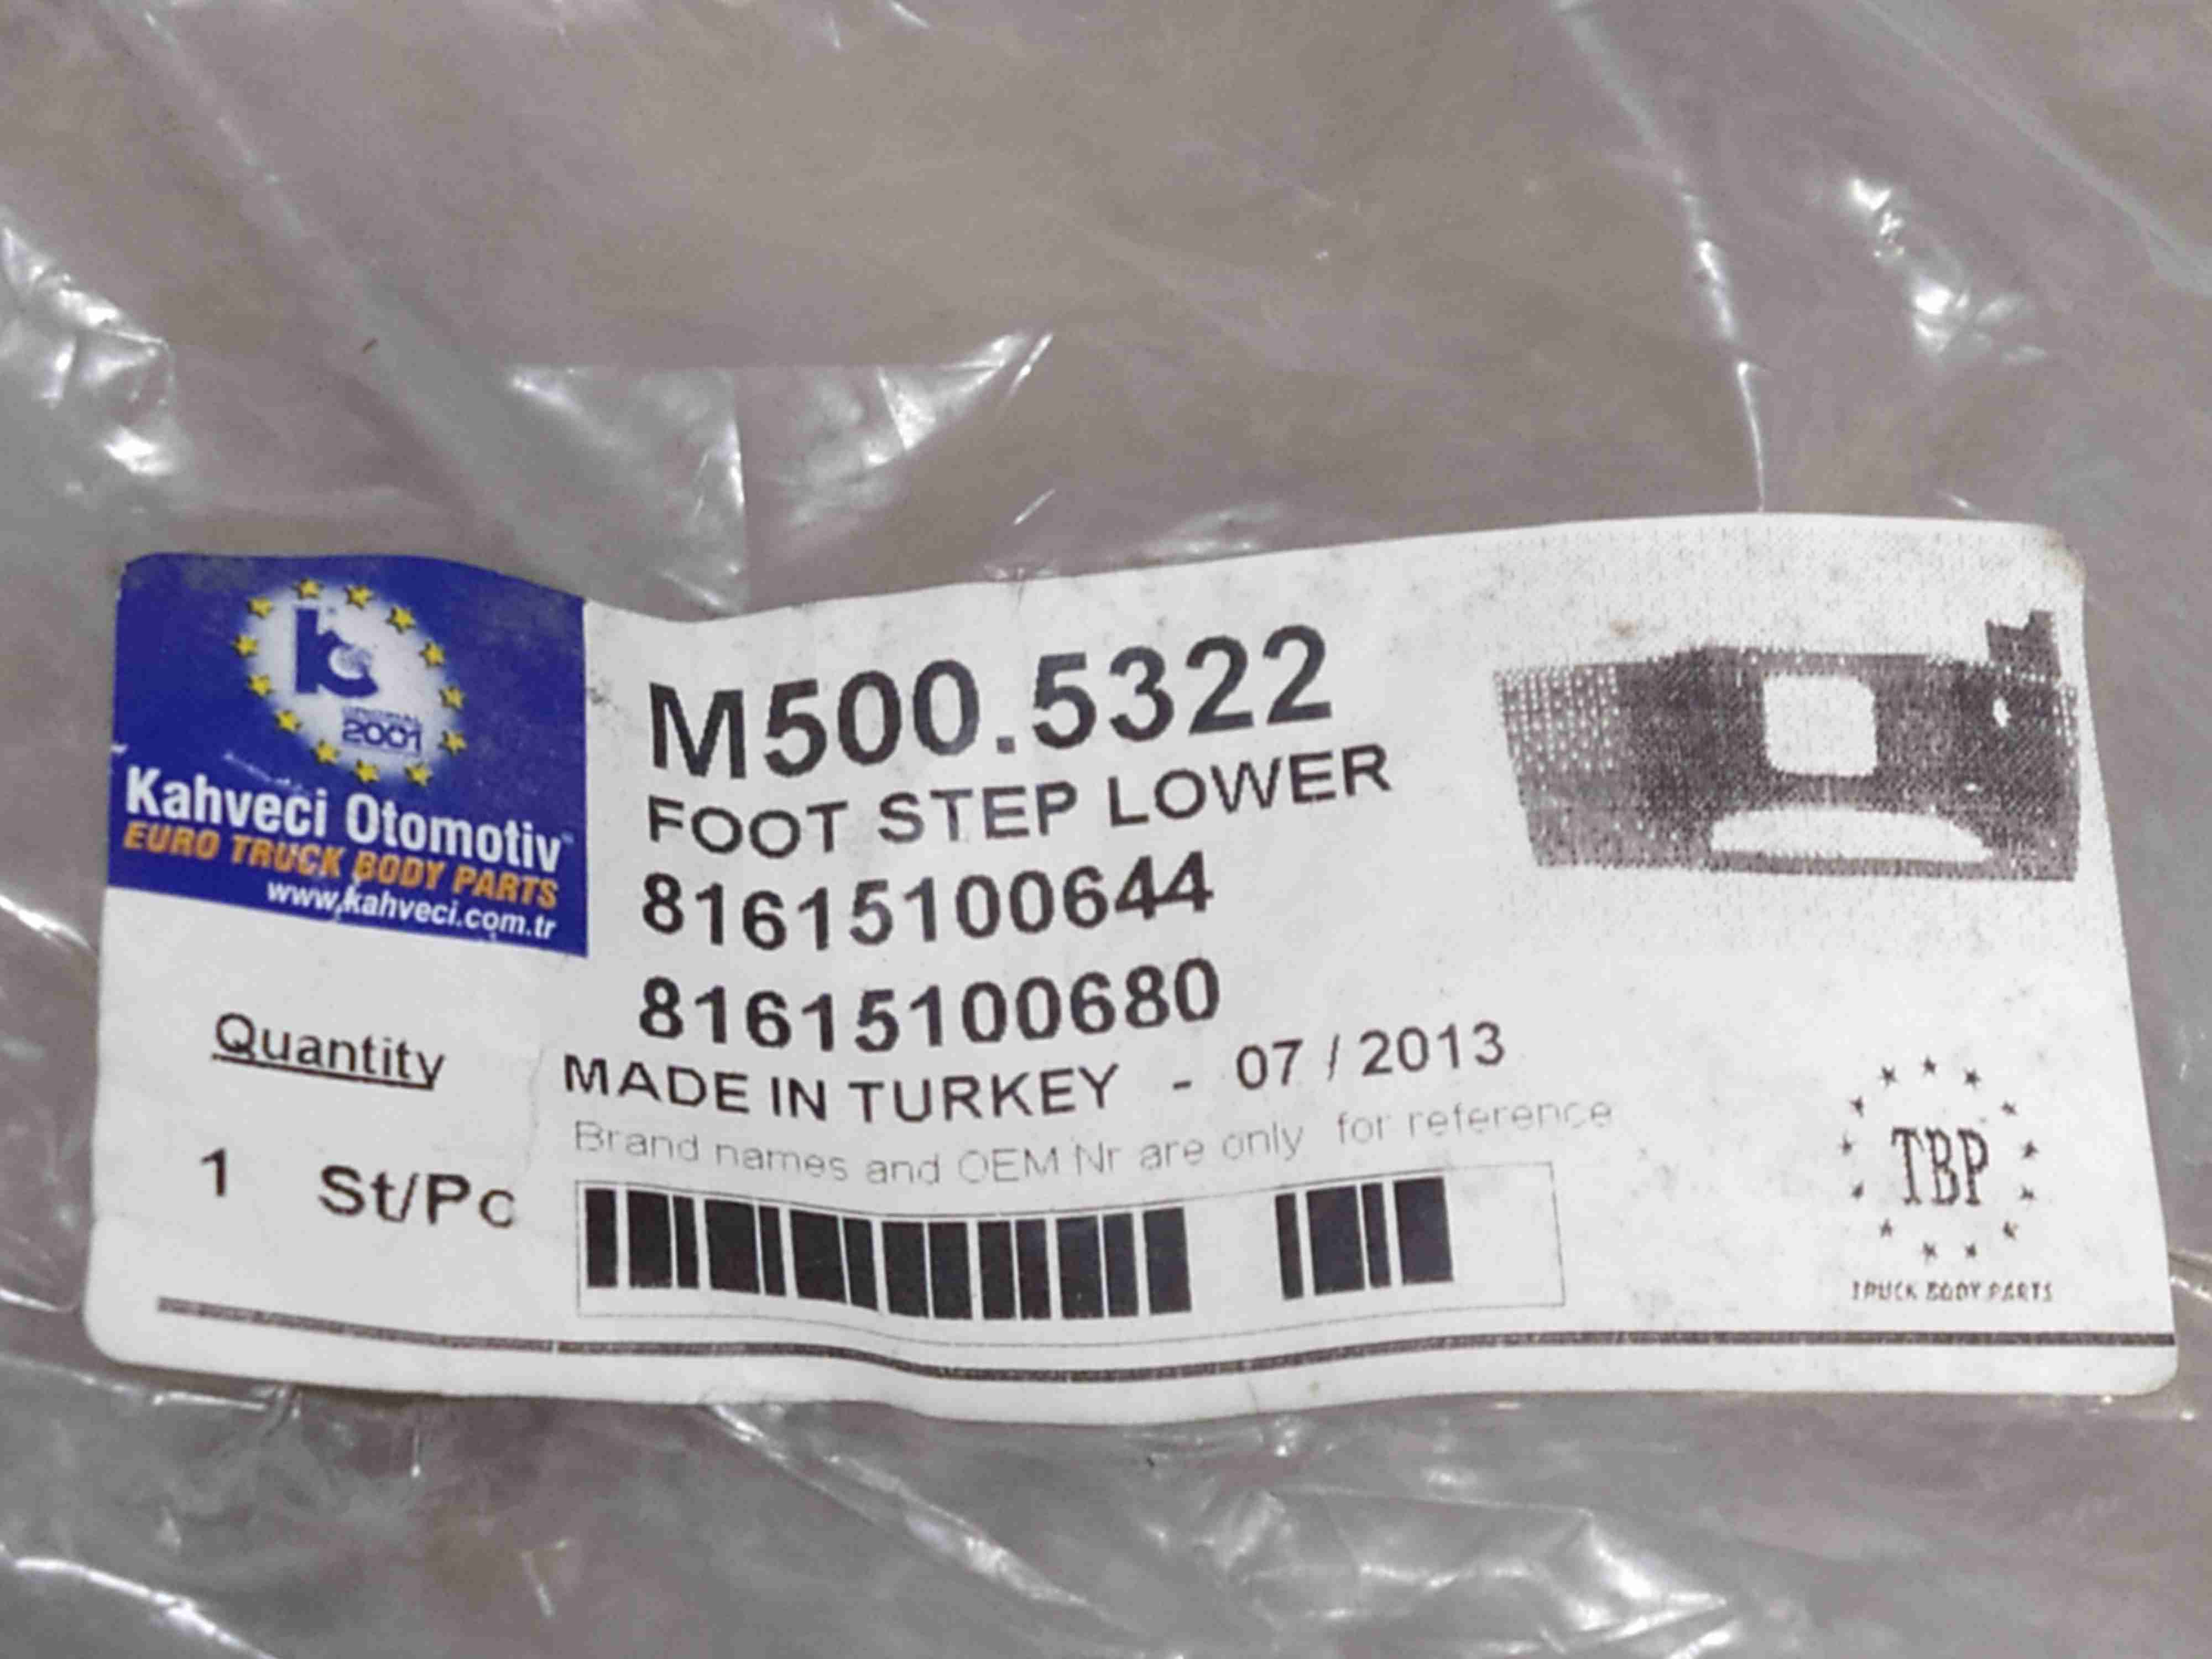 kc
2001
Kahveci Otomotiv
EURO TRUCK BODY PARTS
www.kahveci.com.tr
M500.5322
FOOT STEP LOWER
81615100644
81615100680
MADE IN TURKEY - 07 / 2013
Brand names and OEM Nr are only for reference
Quantity
1 St/Pc
TBP
TRUCK BODY PARTS